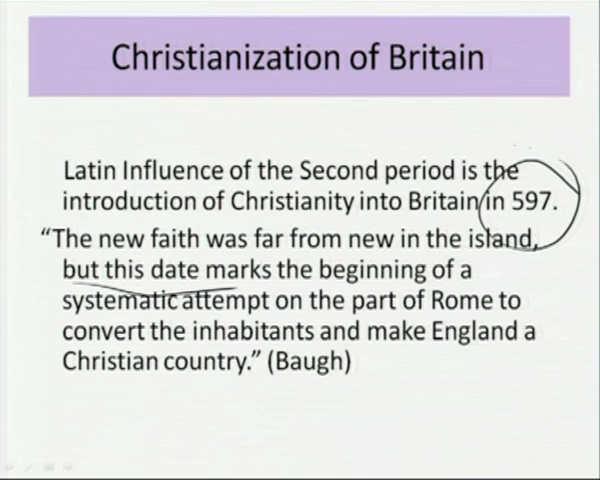 Christianization of Britain
Latin Influence of the Second period is the
introduction of Christianity into Britain in 597.
“The new faith was far from new in the island,
but this date marks the beginning of a
systematic attempt on the part of Rome to
convert the inhabitants and make England a
Christian country.” (Baugh)